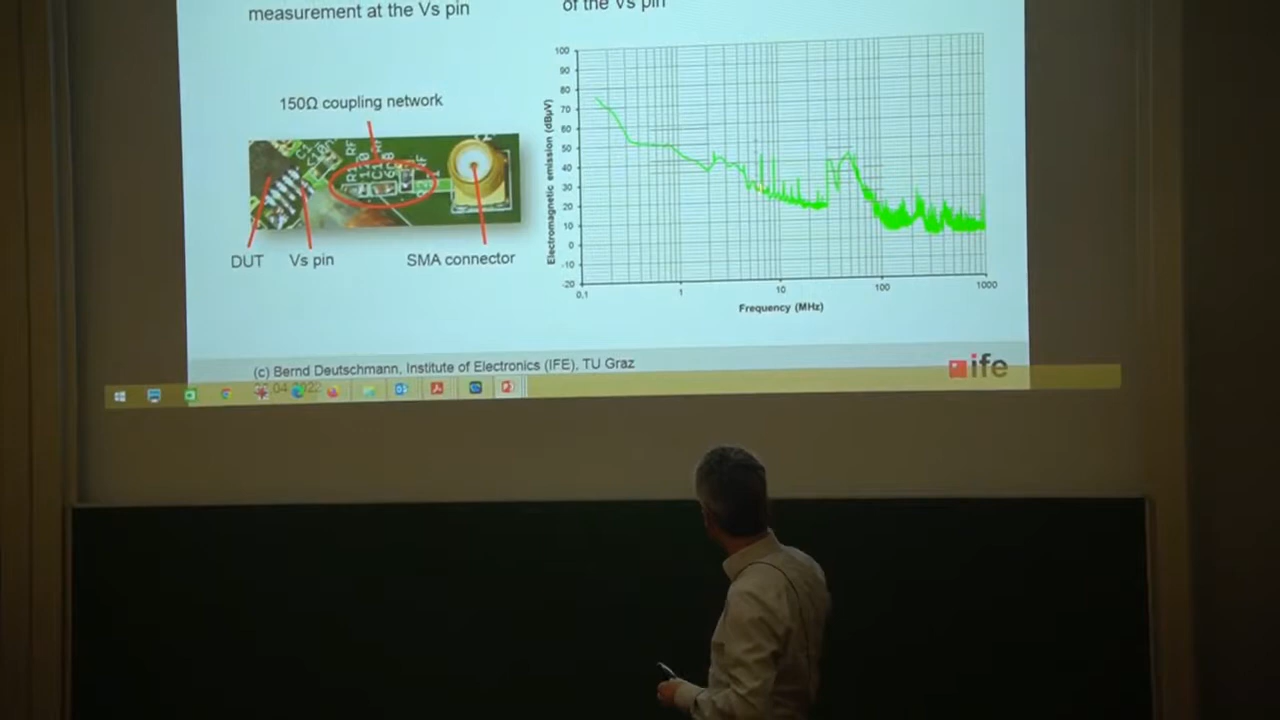 measurement at the Vs pin
of the Vs pin
150Ω coupling network
DUT
Vs pin
SMA connector
Electromagnetic emission (dBµV)
100
90
80
70
60
50
40
30
20
10
0
-10
-20
0,1
1
10
100
1000
Frequency (MHz)
(c) Bernd Deutschmann, Institute of Electronics (IFE), TU Graz
.04.2022
ife